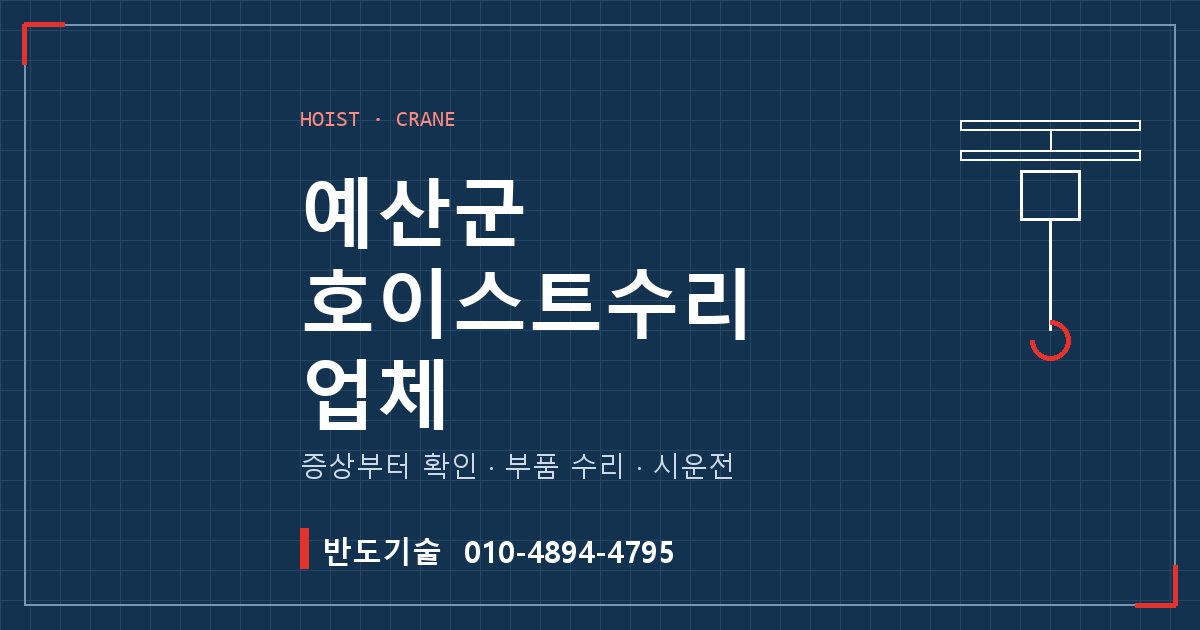 HOIST · CRANE
예산군
호이스트수리
업체
증상부터 확인 · 부품 수리 · 시운전
반도기술 010-4894-4795